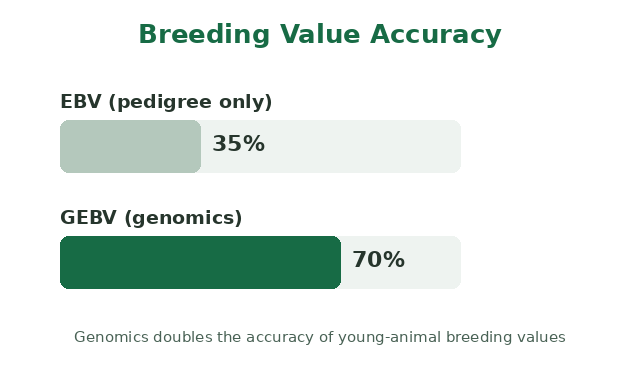 Breeding Value Accuracy
EBV (pedigree only)
35%
GEBV (genomics)
70%
Genomics doubles the accuracy of young-animal breeding values